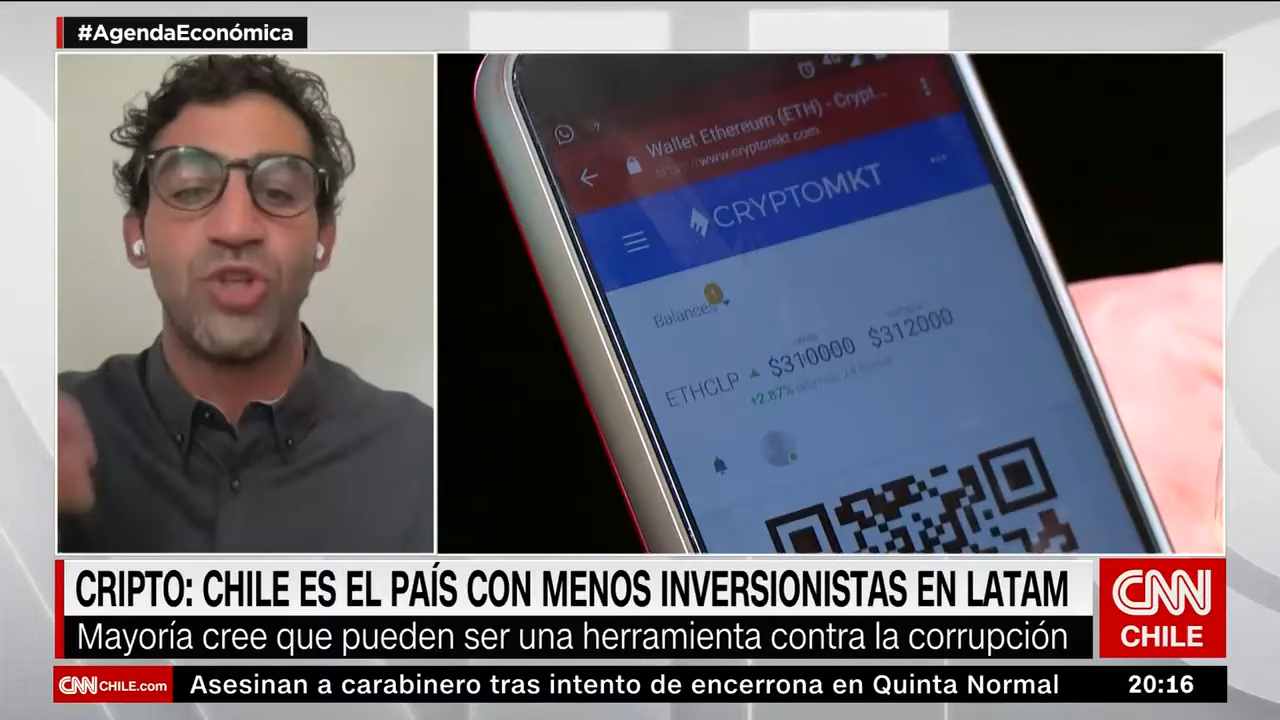 #AgendaEconómica
4G
Wallet Ethereum (ETH) - Crypt...
https://www.cryptomkt.com
CRYPTOMKT
Balances
ETHCLP $310000 $312000
+2.87%
CRIPTO: CHILE ES EL PAÍS CON MENOS INVERSIONISTAS EN LATAM
Mayoría cree que pueden ser una herramienta contra la corrupción
CNN
CHILE
CNNCHILE.com Asesinan a carabinero tras intento de encerrona en Quinta Normal 20:16